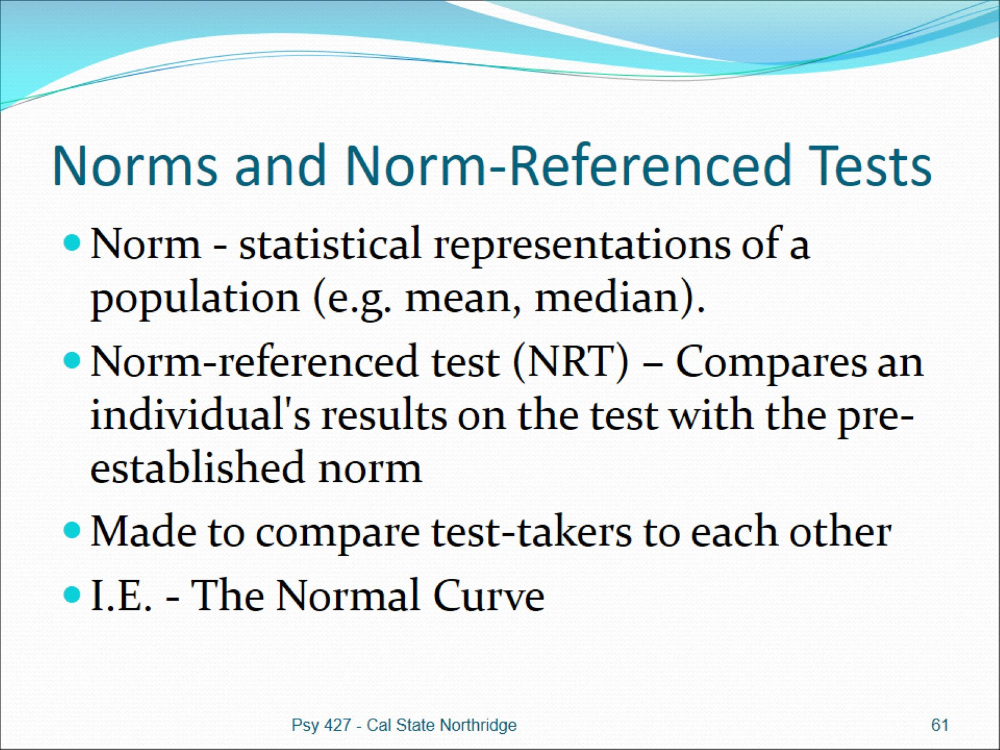 Norms and Norm-Referenced Tests
• Norm - statistical representations of a
population (e.g. mean, median).
• Norm-referenced test (NRT) – Compares an
individual's results on the test with the pre-
established norm
• Made to compare test-takers to each other
• I.E. - The Normal Curve
Psy 427 - Cal State Northridge
61